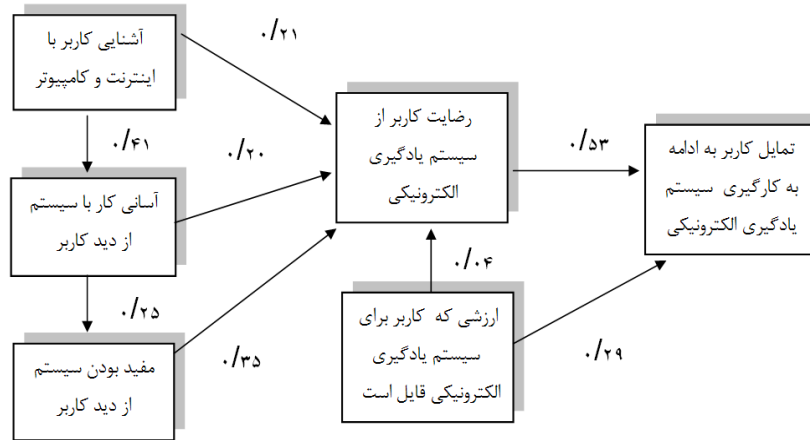 آشنایی کاربر با
اینترنت و کامپیوتر
۰/۲۱
۰/۴۱
رضایت کاربر از
سیستم یادگیری
الکترونیکی
۰/۲۰
۰/۵۳
تمایل کاربر به ادامه
به کارگیری سیستم
یادگیری الکترونیکی
آسانی کار با سیستم
از دید کاربر
۰/۲۵
۰/۰۴
مفید بودن سیستم
از دید کاربر
۰/۳۵
ارزشی که کاربر برای
سیستم یادگیری
الکترونیکی قایل است
۰/۲۹